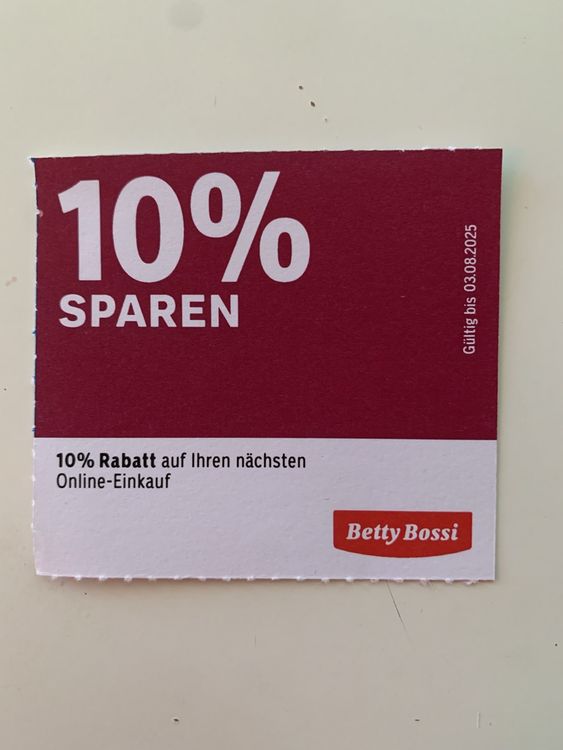 10%
SPAREN
Gültig bis 03.08.2025
10% Rabatt auf Ihren nächsten
Online-Einkauf
Betty Bossi